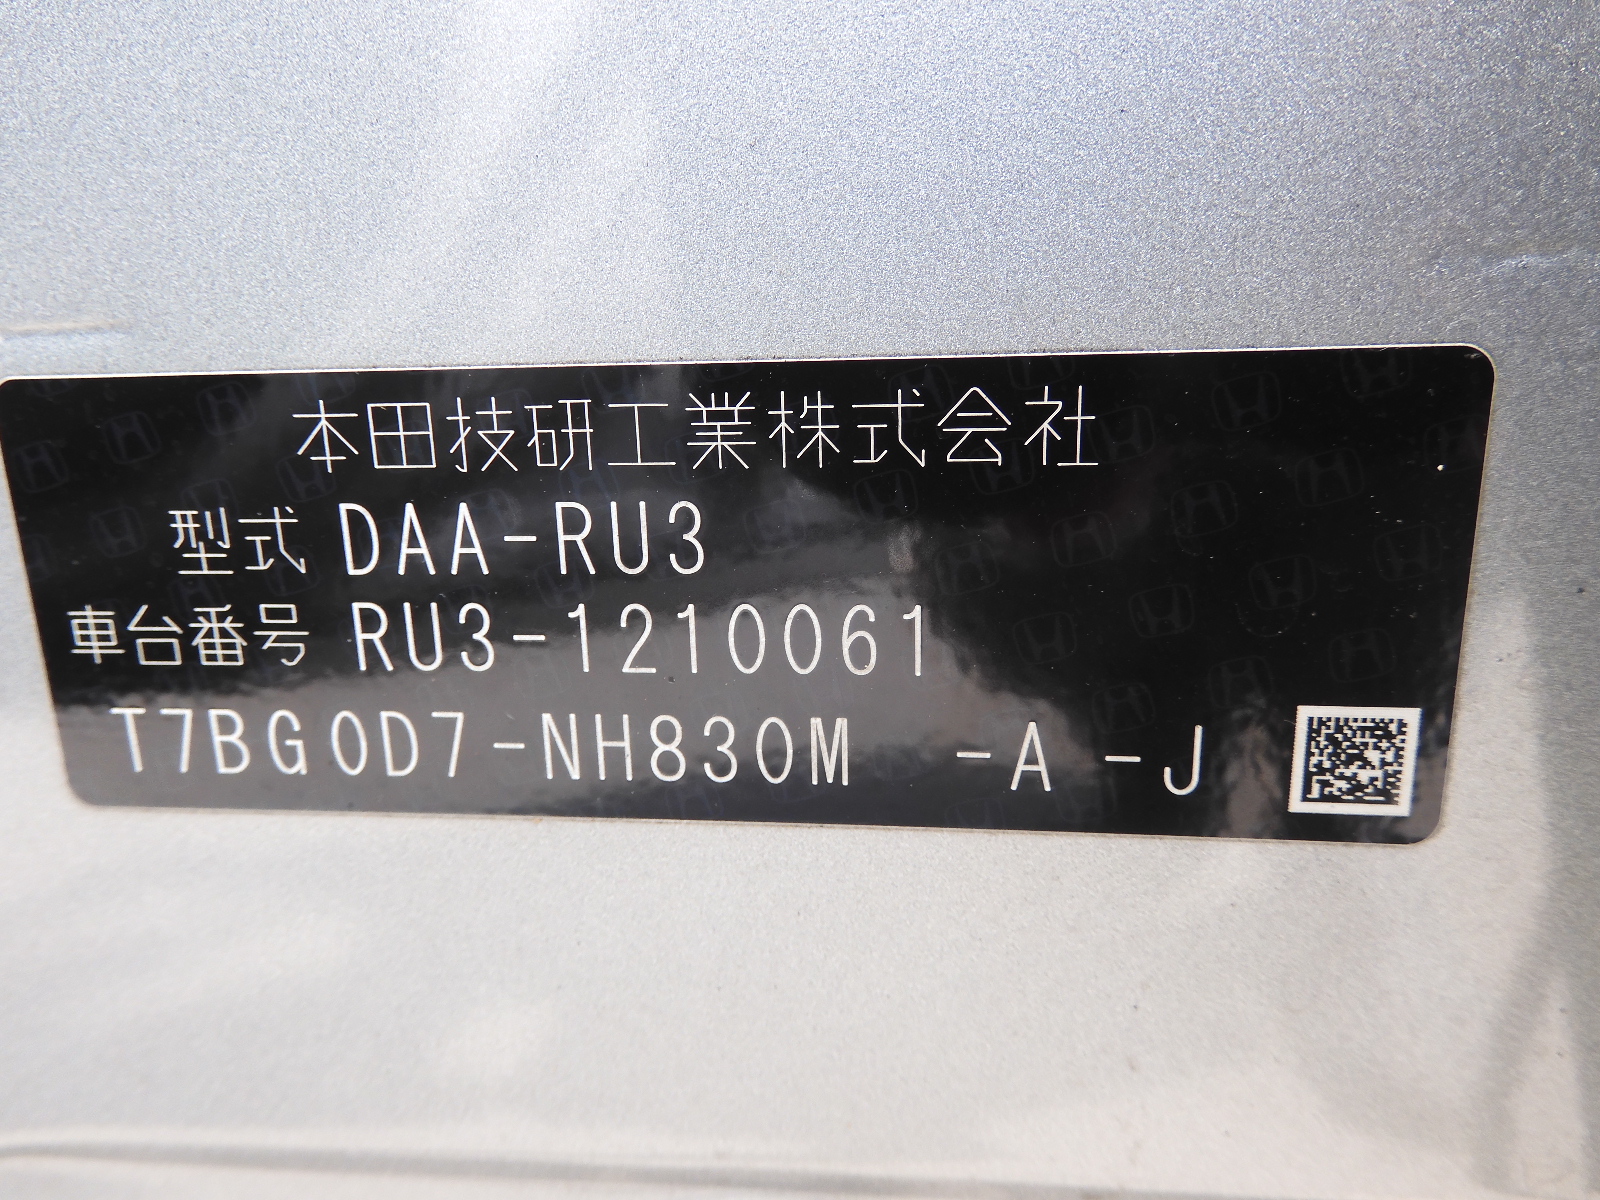 本田技研工業株式会社
型式 DAA-RU3
車台番号 RU3-1210061
T7BG0D7-NH830M -A -J